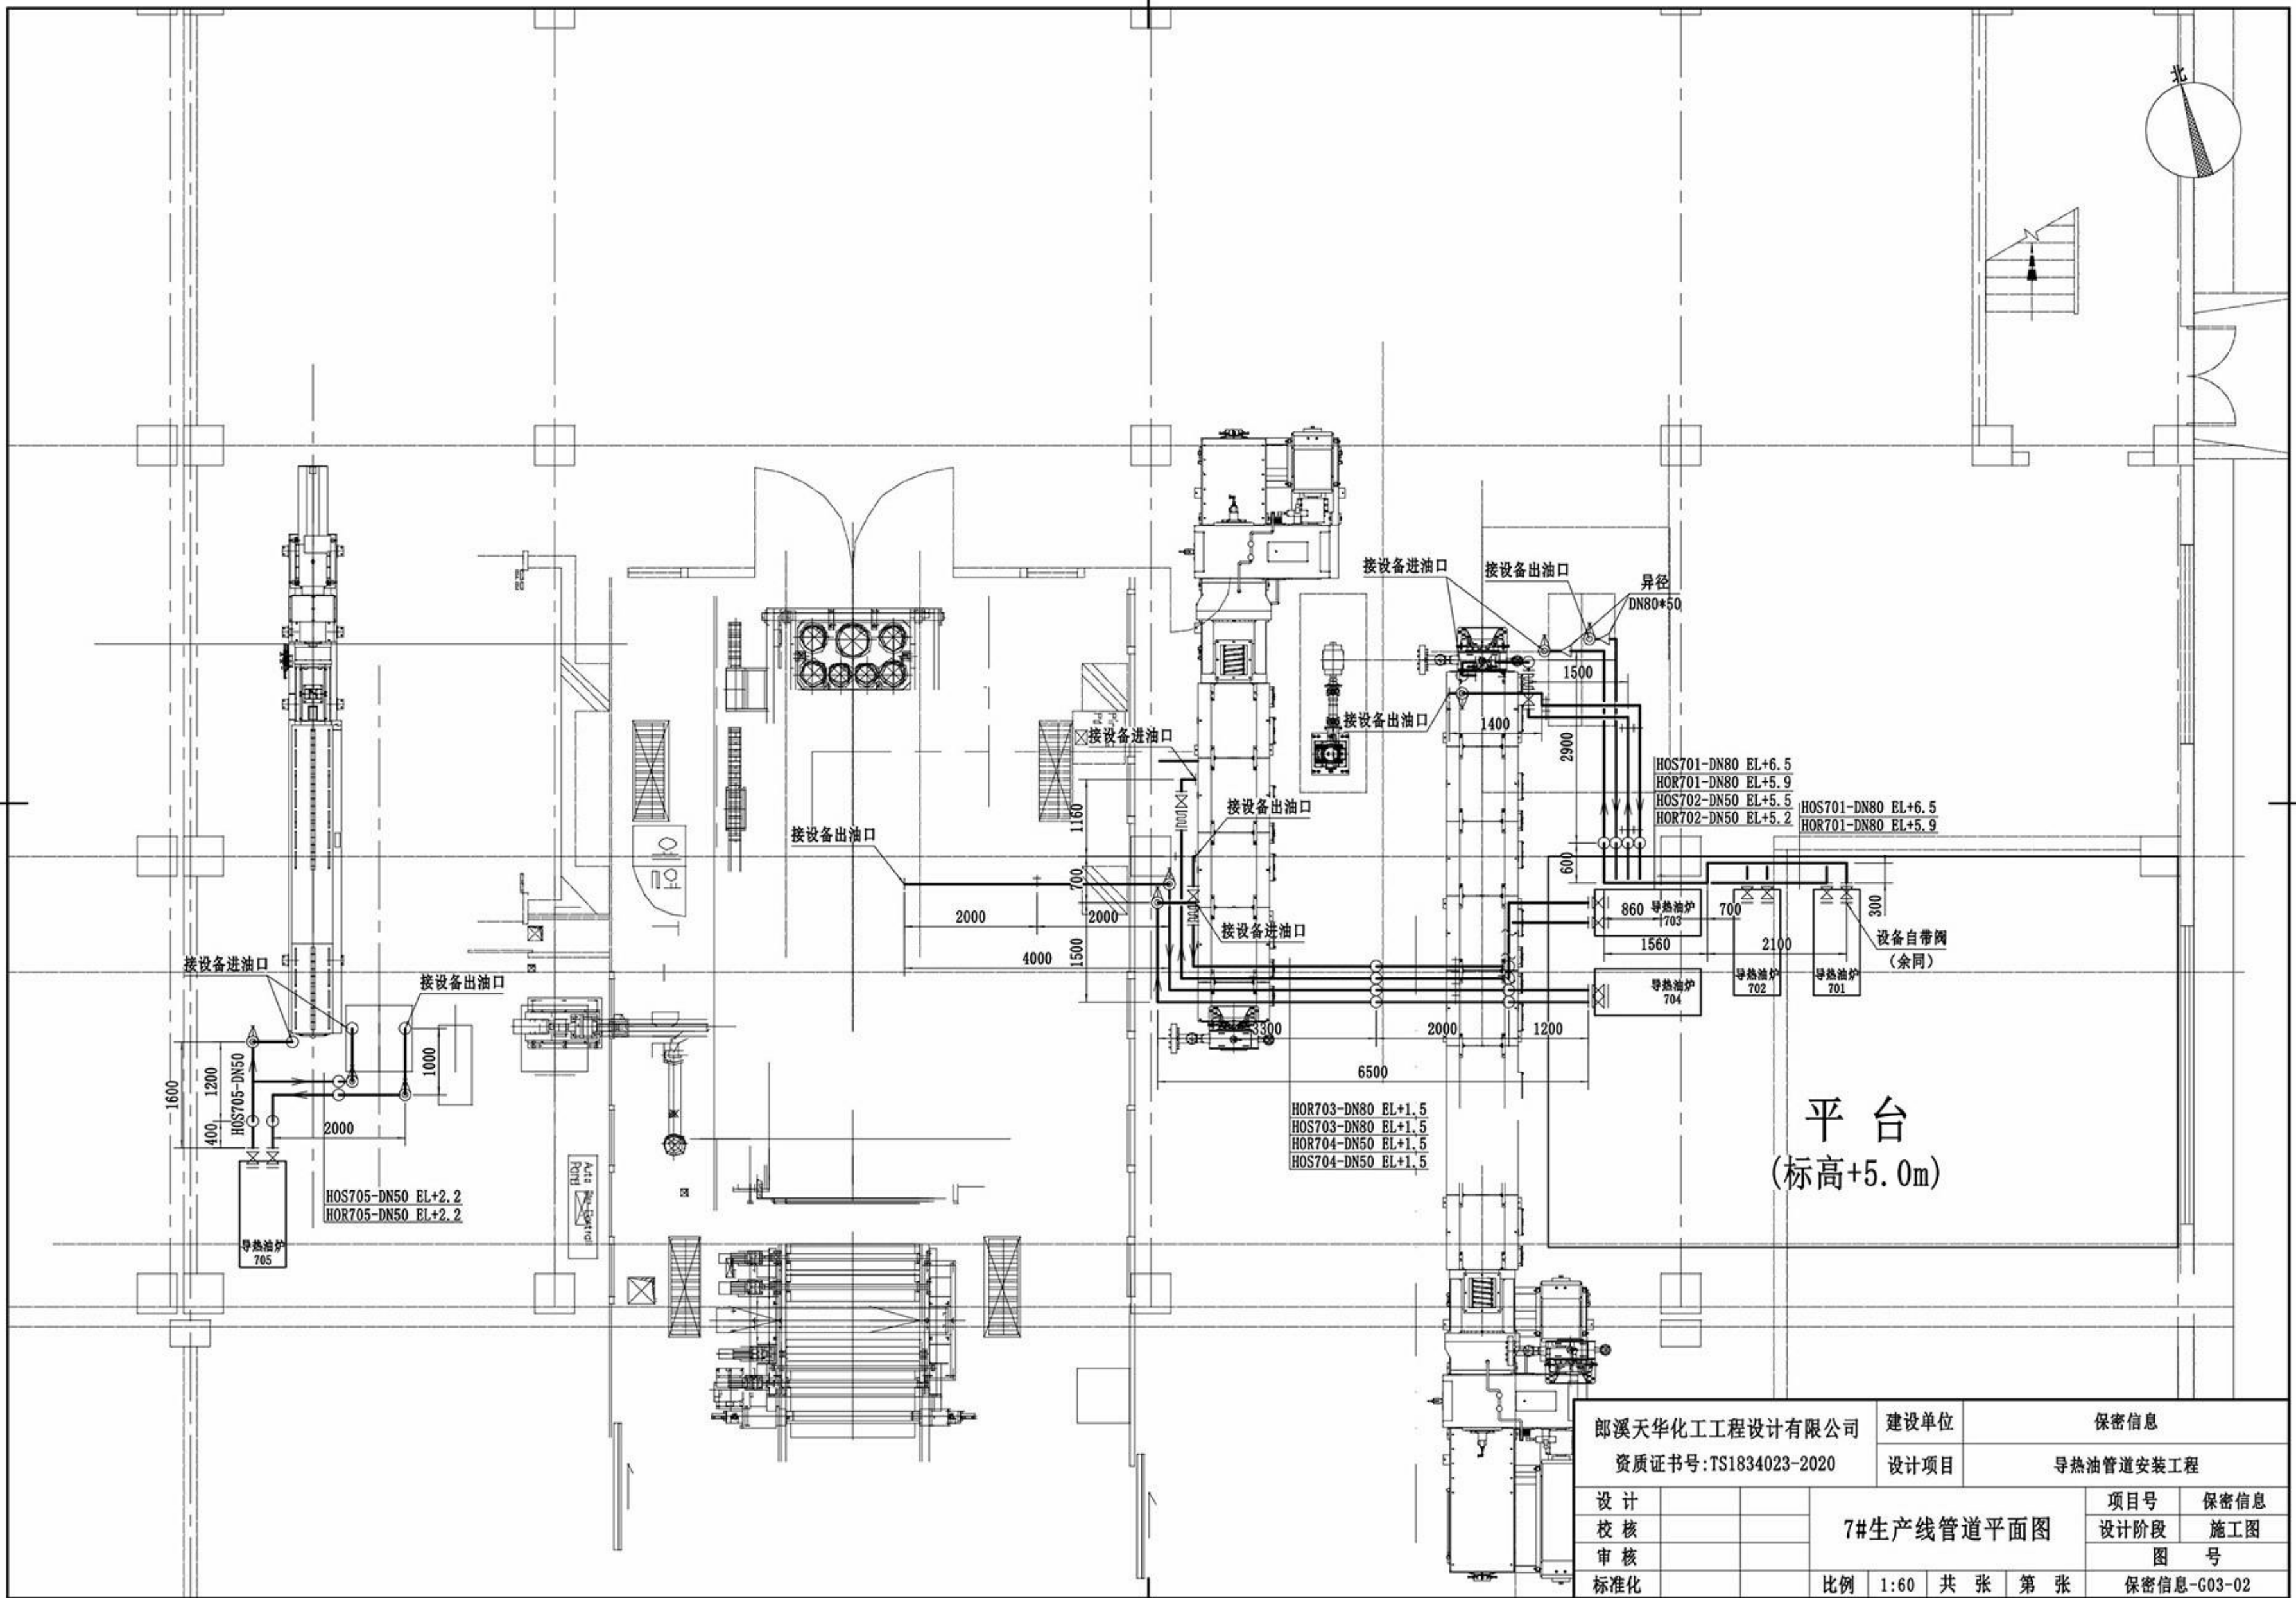 北
接设备进油口
接设备出油口
异径
DN80*50
1500
接设备出油口
1400
2900
接设备进油口
HOS701-DN80 EL+6.5
HOR701-DN80 EL+5.9
HOS702-DN50 EL+5.5
HOR702-DN50 EL+5.2
HOS701-DN80 EL+6.5
HOR701-DN80 EL+5.9
1160
接设备出油口
接设备出油口
600
700
300
2000
2000
860
导热油炉
703
700
接设备进油口
1560
2100
设备自带阀
(余同)
4000
1500
接设备进油口
接设备出油口
导热油炉
704
导热油炉
702
导热油炉
701
3300
2000
1200
6500
1600
1200
400
HOS705-DN50
1000
2000
HOR703-DN80 EL+1.5
HOS703-DN80 EL+1.5
HOR704-DN50 EL+1.5
HOS704-DN50 EL+1.5
平台
(标高+5.0m)
HOS705-DN50 EL+2.2
HOR705-DN50 EL+2.2
导热油炉
705
郎溪天华化工工程设计有限公司
资质证书号:TS1834023-2020
建设单位
保密信息
设计项目
导热油管道安装工程
设计
校核
审核
标准化
7#生产线管道平面图
项目号
保密信息
设计阶段
施工图
图号
比例
1:60
共 张
第 张
保密信息-G03-02